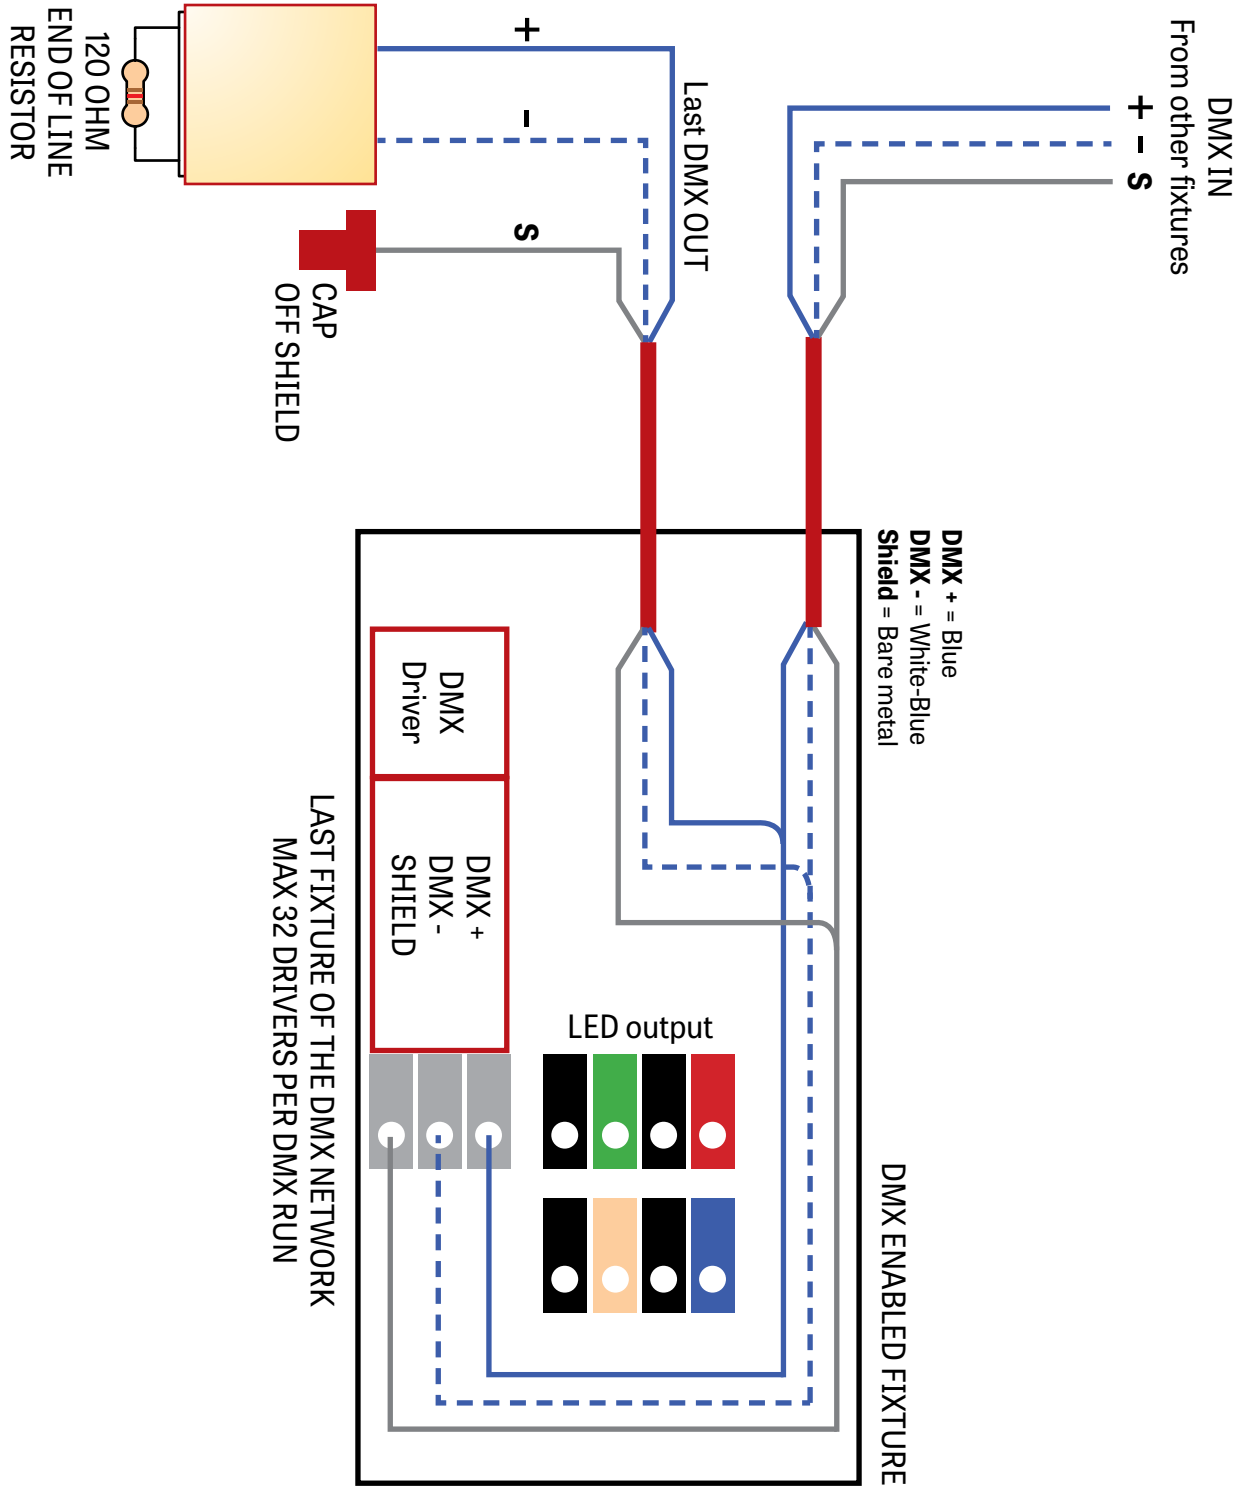 DMX IN
From other fixtures
+
-
S
Last DMX OUT
+
-
S
120 OHM
END OF LINE
RESISTOR
CAP
OFF SHIELD
DMX + = Blue
DMX - = White-Blue
Shield = Bare metal
DMX ENABLED FIXTURE
DMX
Driver
DMX +
DMX -
SHIELD
LED output
LAST FIXTURE OF THE DMX NETWORK
MAX 32 DRIVERS PER DMX RUN